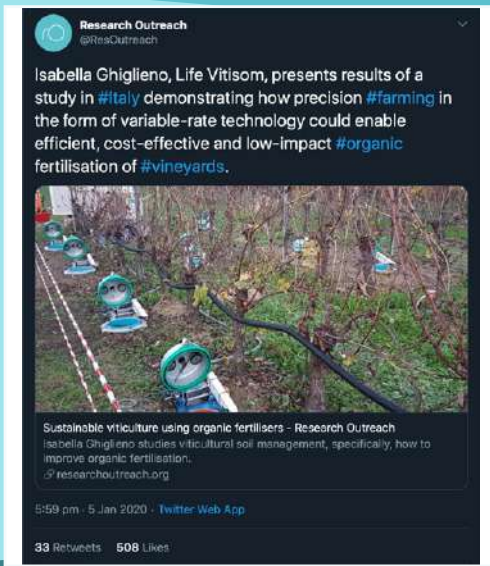 Research Outreach
@ResOutreach
Isabella Ghiglieno, Life Vitisom, presents results of a
study in #Italy demonstrating how precision #farming in
the form of variable-rate technology could enable
efficient, cost-effective and low-impact #organic
fertilisation of #vineyards.
Sustainable viticulture using organic fertilisers - Research Outreach
Isabella Ghiglieno studies viticultural soil management, specifically, how to
improve organic fertilisation.
researchoutreach.org
5:59 pm · 5 Jan 2020 · Twitter Web App
33 Retweets 508 Likes